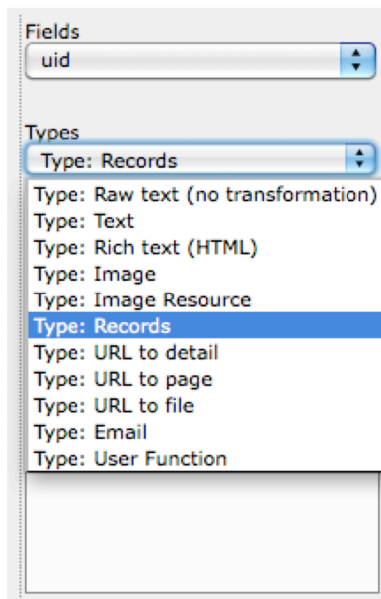 Fields
uid
Types
Type: Records
Type: Raw text (no transformation)
Type: Text
Type: Rich text (HTML)
Type: Image
Type: Image Resource
Type: Records
Type: URL to detail
Type: URL to page
Type: URL to file
Type: Email
Type: User Function